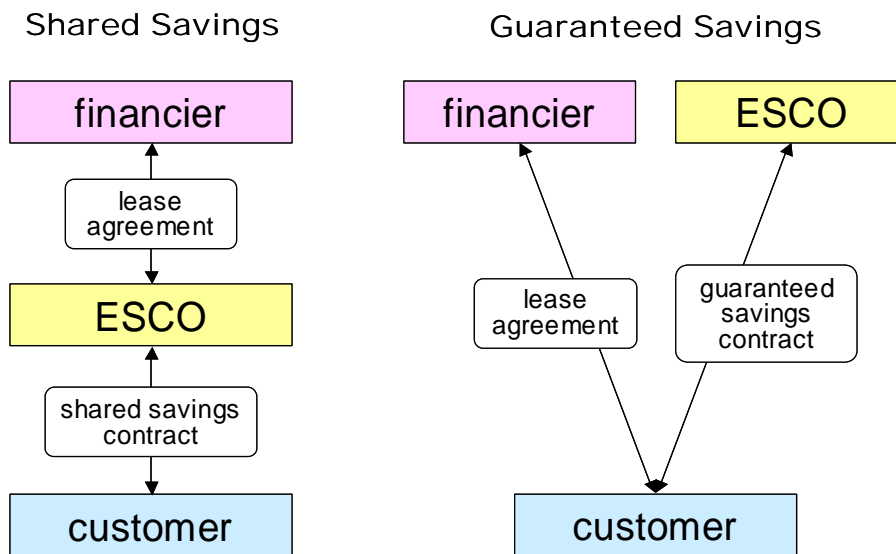 Shared Savings
financier
lease
agreement
ESCO
shared savings
contract
customer
Guaranteed Savings
financier
ESCO
lease
agreement
guaranteed
savings
contract
customer